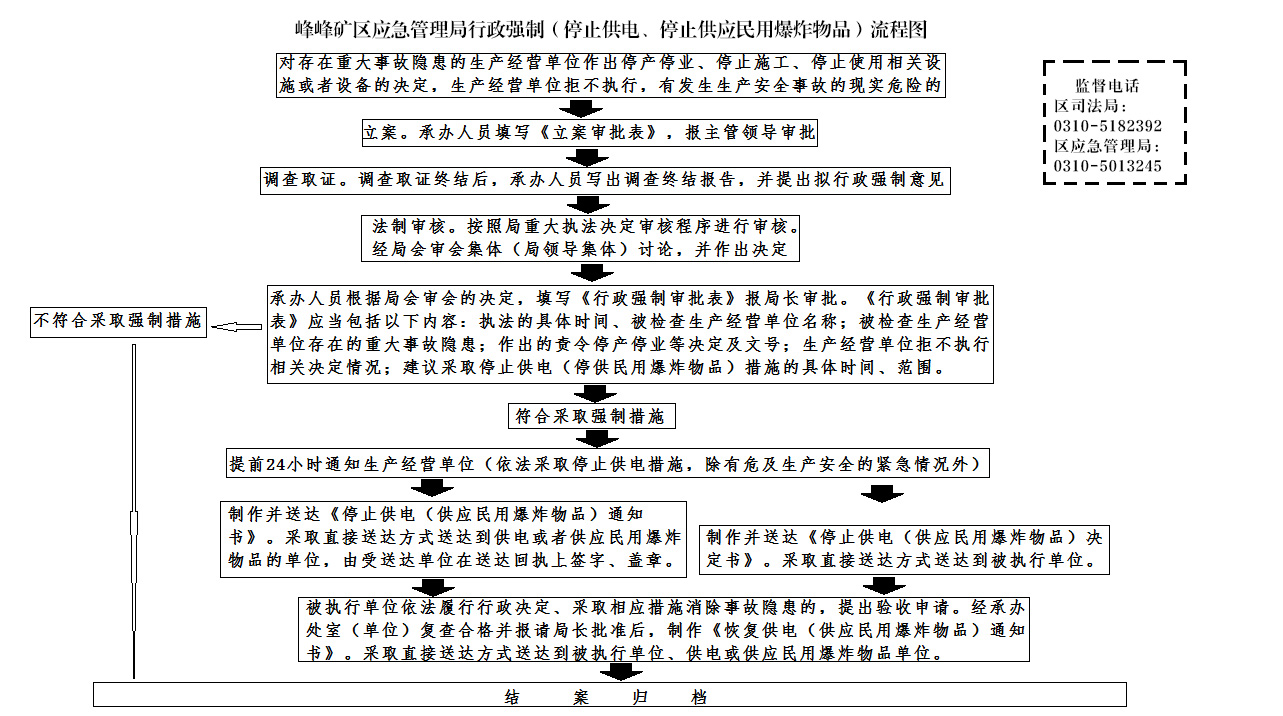 峰峰矿区应急管理局行政强制（停止供电、停止供应民用爆炸物品）流程图
对存在重大事故隐患的生产经营单位作出停产停业、停止施工、停止使用相关设
施或者设备的决定，生产经营单位拒不执行，有发生生产安全事故的现实危险的
监督电话
区司法局：
0310-5182392
区应急管理局：
0310-5013245
立案。承办人员填写《立案审批表》，报主管领导审批
调查取证。调查取证终结后，承办人员写出调查终结报告，并提出拟行政强制意见
法制审核。按照局重大执法决定审核程序进行审核。
经局会审会集体（局领导集体）讨论，并作出决定
承办人员根据局会审会的决定，填写《行政强制审批表》报局长审批。《行政强制审批
表》应当包括以下内容：执法的具体时间、被检查生产经营单位名称；被检查生产经营
单位存在的重大事故隐患；作出的责令停产停业等决定及文号；生产经营单位拒不执行
相关决定情况；建议采取停止供电（停供民用爆炸物品）措施的具体时间、范围。
不符合采取强制措施
符合采取强制措施
提前24小时通知生产经营单位（依法采取停止供电措施，除有危及生产安全的紧急情况外）
制作并送达《停止供电（供应民用爆炸物品）通知
书》。采取直接送达方式送达到供电或者供应民用爆炸
物品的单位，由受送达单位在送达回执上签字、盖章。
制作并送达《停止供电（供应民用爆炸物品）决
定书》。采取直接送达方式送达到被执行单位。
被执行单位依法履行行政决定、采取相应措施消除事故隐患的，提出验收申请。经承办
处室（单位）复查合格并报请局长批准后，制作《恢复供电（供应民用爆炸物品）通知
书》。采取直接送达方式送达到被执行单位、供电或供应民用爆炸物品单位。
结案归档